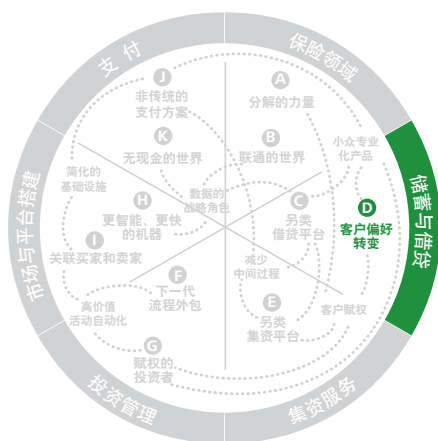 支付
保险领域
J
非传统的
支付方案
A
分解的力量
K
无现金的世界
B
联通的世界
小众专业
化产品
简化的
基础设施
数据的
战略角色
H
更智能、更快
的机器
C
另类
借贷平台
D
客户偏好
转变
储蓄与借贷
市场与平台搭建
I
关联买家和卖家
减少
中间过程
F
下一代
流程外包
高价值
活动自动化
E
另类
集资平台
客户赋权
G
赋权的
投资者
投资管理
集资服务